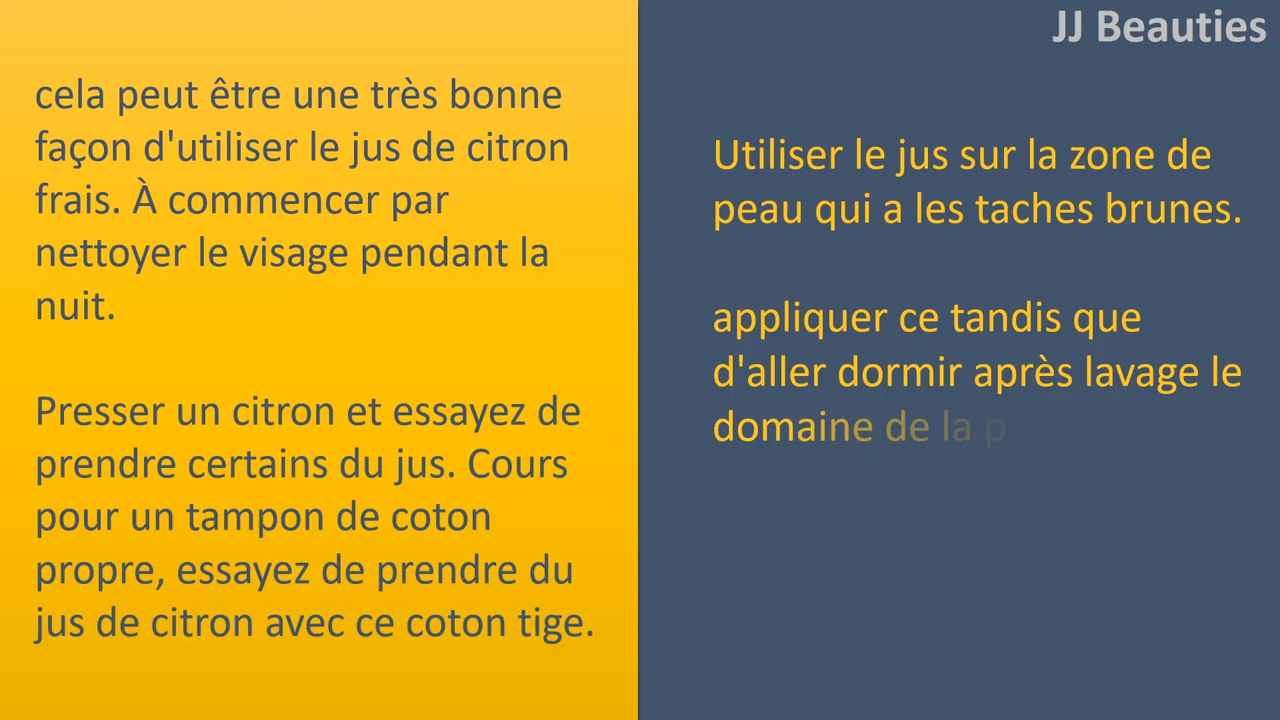 JJ Beauties
cela peut être une très bonne
façon d'utiliser le jus de citron
frais. À commencer par
nettoyer le visage pendant la
nuit.
Presser un citron et essayez de
prendre certains du jus. Cours
pour un tampon de coton
propre, essayez de prendre du
jus de citron avec ce coton tige.
Utiliser le jus sur la zone de
peau qui a les taches brunes.
appliquer ce tandis que
d'aller dormir après lavage le
domaine de la p